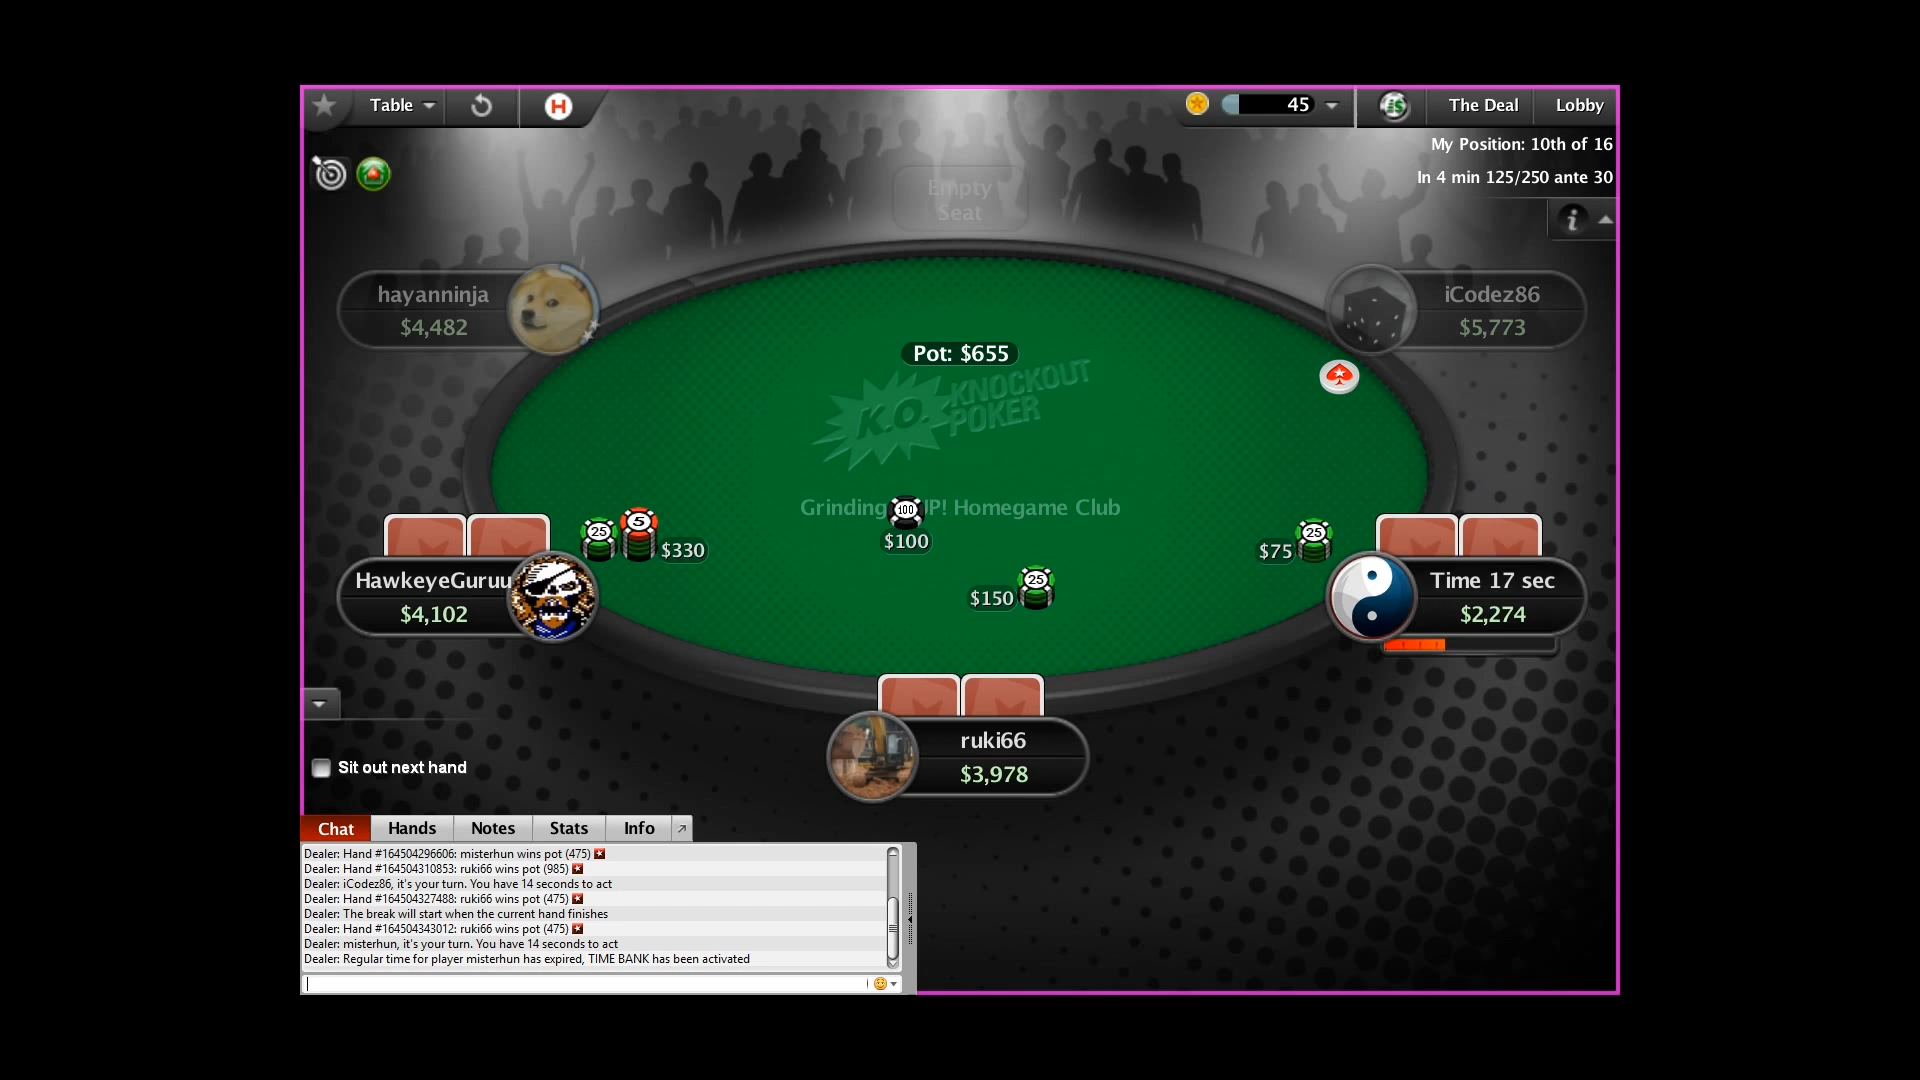 Table
H
45
The Deal
Lobby
My Position: 10th of 16
In 4 min 125/250 ante 30
i
Empty
Seat
hayanninja
$4,482
iCodez86
$5,773
Pot: $655
K.O. KNOCKOUT
POKER
Grinding
UP! Homegame Club
100
$100
25
5
$330
25
$75
25
$150
HawkeyeGuruu
$4,102
Time 17 sec
$2,274
ruki66
$3,978
Sit out next hand
Chat
Hands
Notes
Stats
Info
Dealer: Hand #164504296606: misterhun wins pot (475)
Dealer: Hand #164504310853: ruki66 wins pot (985)
Dealer: iCodez86, it's your turn. You have 14 seconds to act
Dealer: Hand #164504327488: ruki66 wins pot (475)
Dealer: The break will start when the current hand finishes
Dealer: Hand #164504343012: ruki66 wins pot (475)
Dealer: misterhun, it's your turn. You have 14 seconds to act
Dealer: Regular time for player misterhun has expired, TIME BANK has been activated